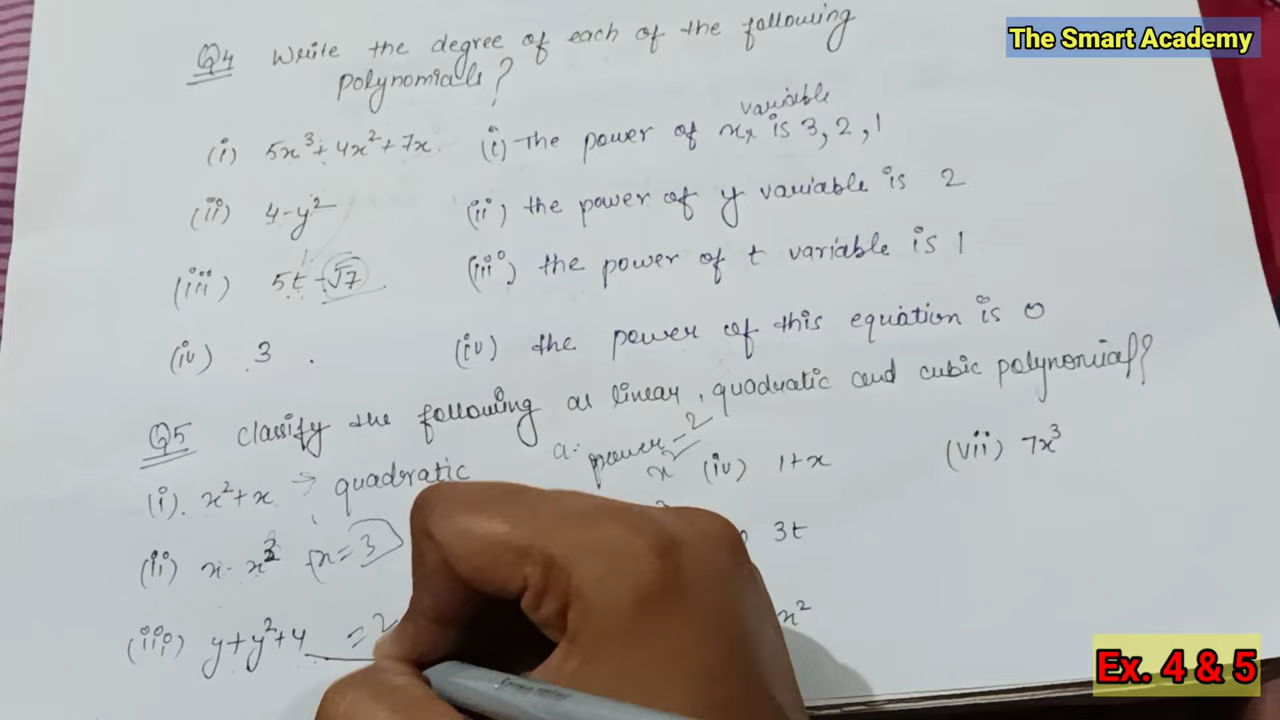 The Smart Academy
Q4 Write the degree of each of the following
polynomials?
variable
(i) 5x³ + 4x² + 7x (i) The power of x is 3, 2, 1
(ii) 4-y² (ii) the power of y variable is 2
(iii) 5t - √7 (iii) the power of t variable is 1
(iv) 3 . (iv) the power of this equation is 0
Q5 Classify the following as linear, quadratic and cubic polynomial?
a: power - 2
(i). x² + x → quadratic x² (iv) 1 + x (vii) 7x³
(ii) x - x³ x = 3 3t
(iii) y + y² + 4 = 2 x²
Ex. 4 & 5